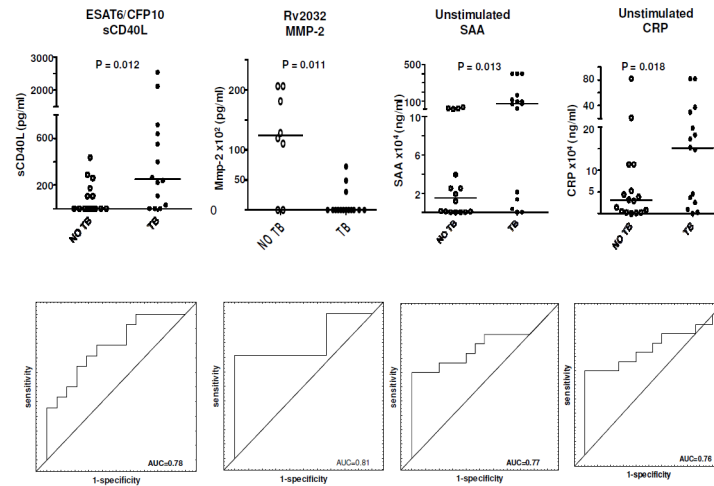 ESAT6/CFP10
sCD40L
Rv2032
MMP-2
Unstimulated
SAA
Unstimulated
CRP
P = 0.012
P = 0.011
P = 0.013
P = 0.018
sCD40L (pg/ml)
3000
2000
600
200
NO TB
TB
Mmp-2 x10² (pg/ml)
200
100
50
0
NO TB
TB
SAA x10⁴ (ng/ml)
500
100
10
6
2
NO TB
TB
CRP x10⁴ (ng/ml)
80
40
20
10
5
NO TB
TB
sensitivity
AUC=0.78
1-specificity
sensitivity
AUC=0.81
1-specificity
sensitivity
AUC=0.77
1-specificity
sensitivity
AUC=0.76
1-specificity